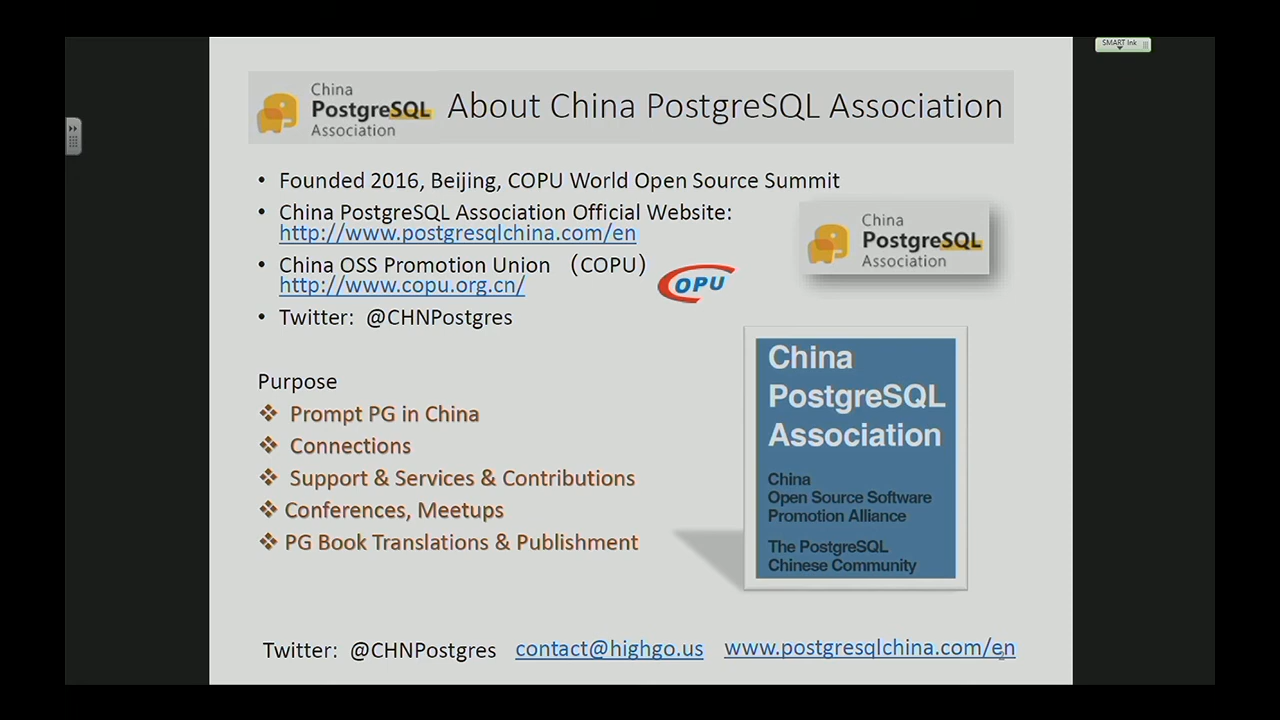 SMART Ink
China
PostgreSQL
Association
About China PostgreSQL Association
• Founded 2016, Beijing, COPU World Open Source Summit
• China PostgreSQL Association Official Website:
http://www.postgresqlchina.com/en
• China OSS Promotion Union （COPU）
http://www.copu.org.cn/
COPU
• Twitter: @CHNPostgres
China
PostgreSQL
Association
Purpose
❖ Prompt PG in China
❖ Connections
❖ Support & Services & Contributions
❖ Conferences, Meetups
❖ PG Book Translations & Publishment
China
PostgreSQL
Association
China
Open Source Software
Promotion Alliance
The PostgreSQL
Chinese Community
Twitter: @CHNPostgres contact@highgo.us www.postgresqlchina.com/en